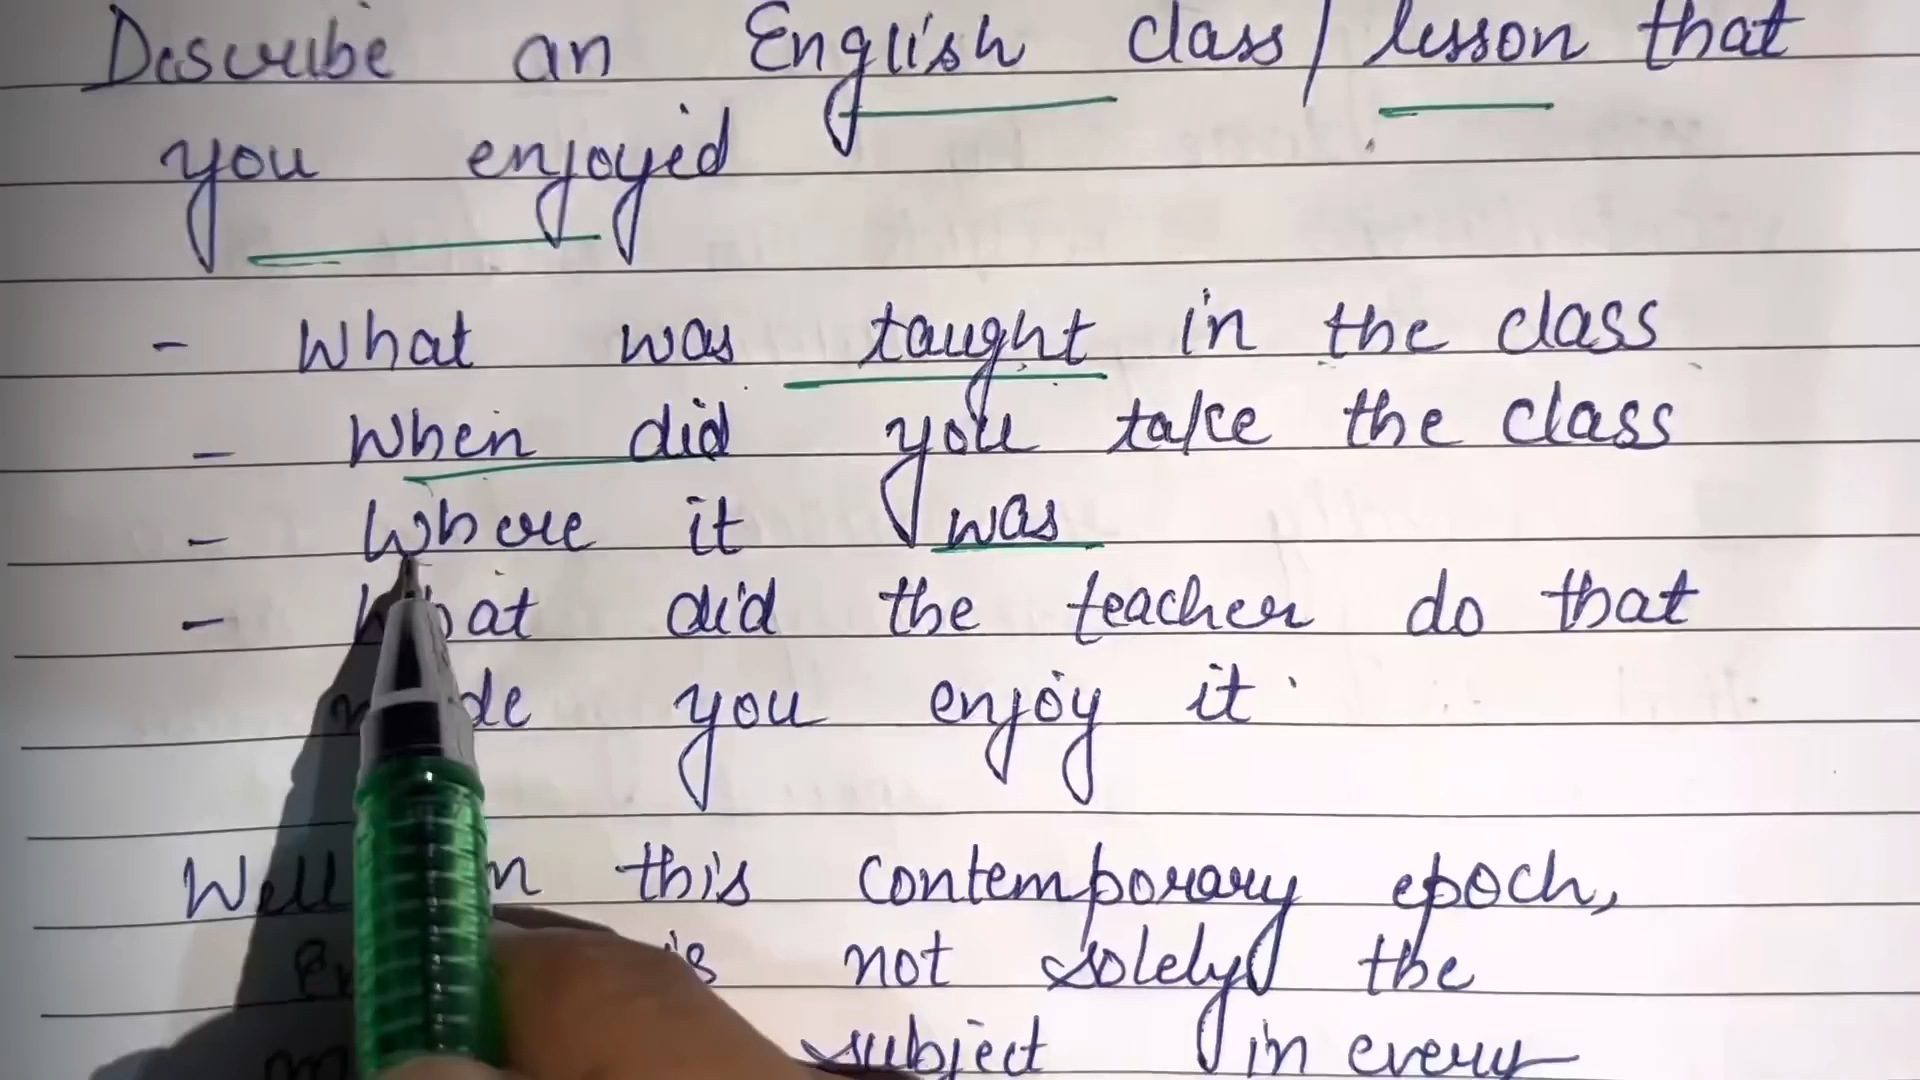 Describe an English class/ lesson that
you enjoyed
- What was taught in the class
- When did you take the class
- Where it was
- What did the teacher do that
you enjoy it.
Well this contemporary epoch,
is not solely the
subject in every